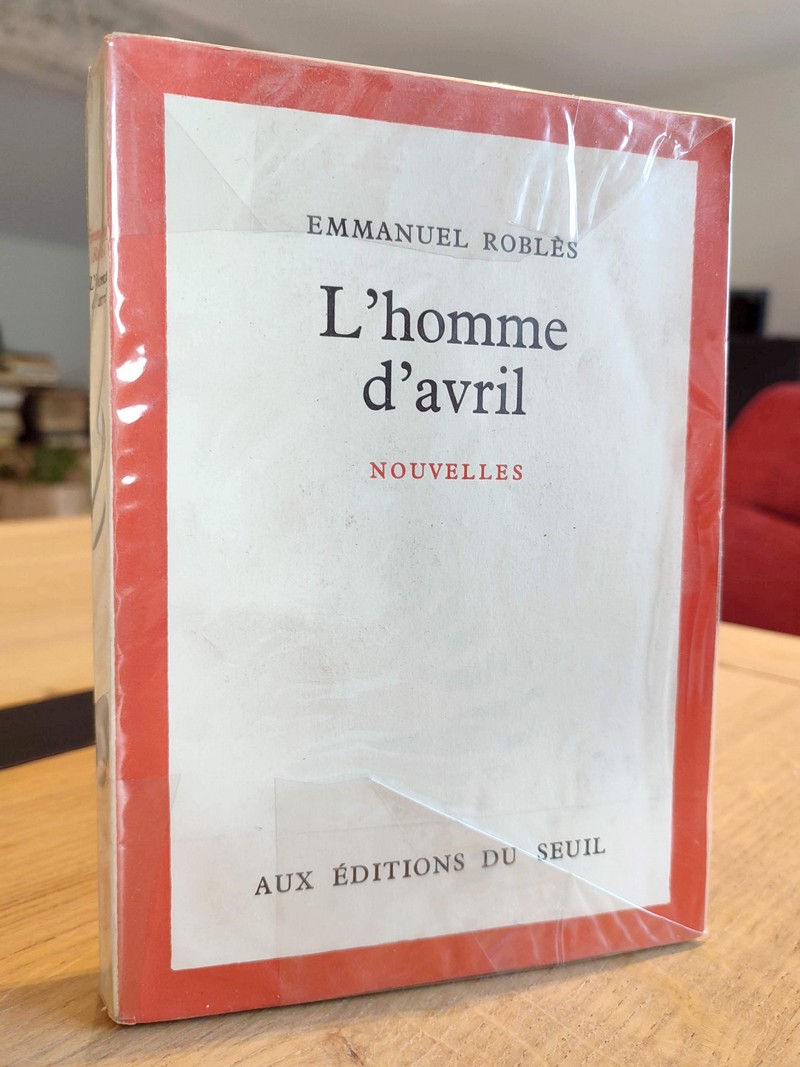 EMMANUEL ROBLÈS
L'homme
d'avril
NOUVELLES
AUX ÉDITIONS DU SEUIL